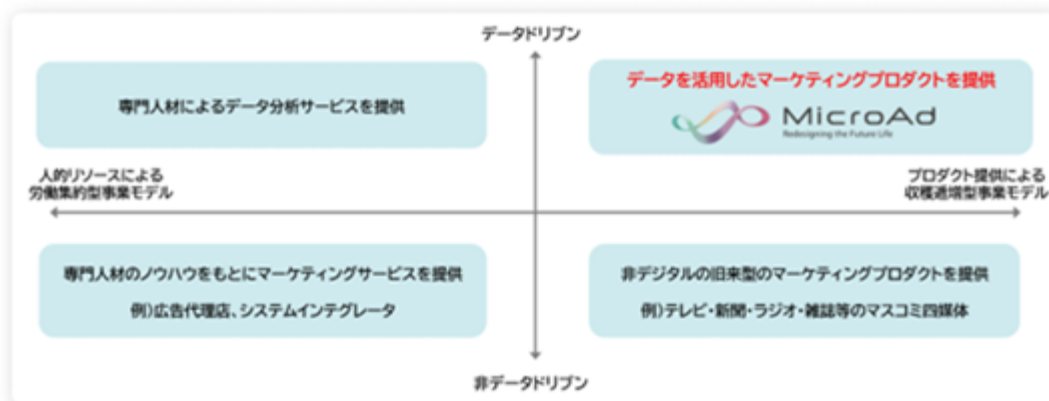 データドリブン
専門人材によるデータ分析サービスを提供
データを活用したマーケティングプロダクトを提供
MicroAd
Redesigning the Future Life
人的リソースによる
労働集約型事業モデル
プロダクト提供による
収穫逓増型事業モデル
専門人材のノウハウをもとにマーケティングサービスを提供
例)広告代理店、システムインテグレータ
非デジタルの旧来型のマーケティングプロダクトを提供
例)テレビ・新聞・ラジオ・雑誌等のマスコミ四媒体
非データドリブン